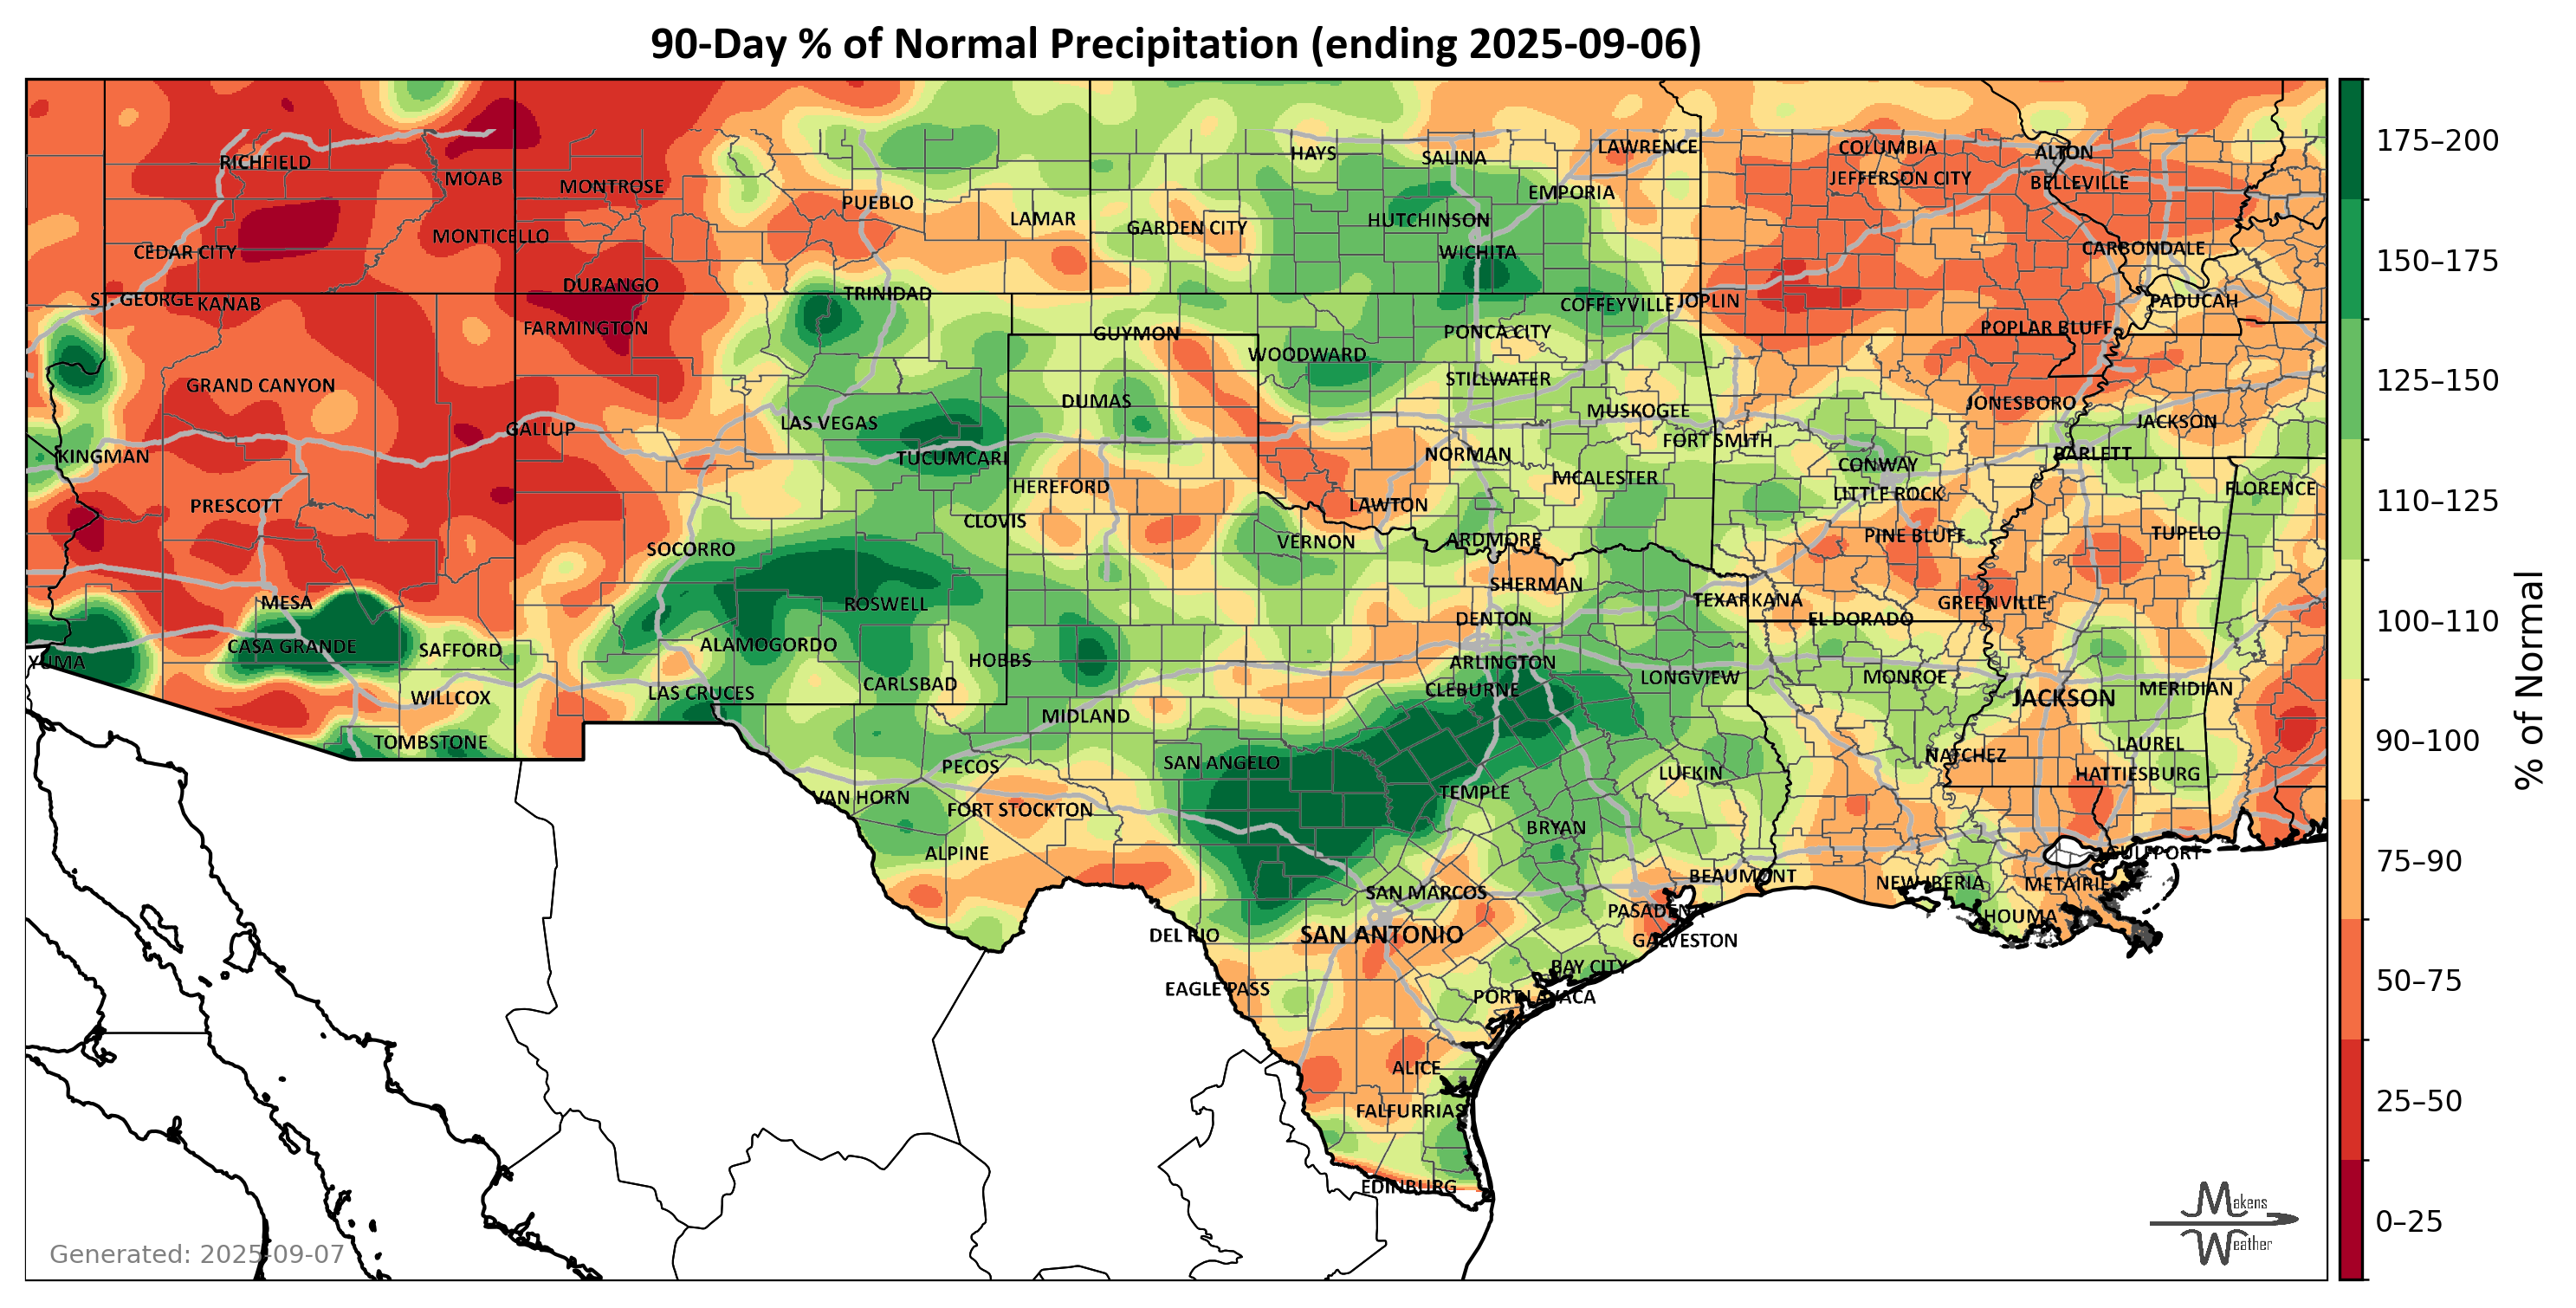 90-Day % of Normal Precipitation (ending 2025-09-06)
HAYS
SALINA
LAWRENCE
COLUMBIA
ALTON
RICHFIELD
MOAB
MONTROSE
JEFFERSON CITY
BELLEVILLE
PUEBLO
EMPORIA
LAMAR
HUTCHINSON
GARDEN CITY
MONTICELLO
CEDAR CITY
WICHITA
CARBONDALE
DURANGO
TRINIDAD
ST. GEORGE
KANAB
COFFEYVILLE
JOPLIN
PADUCAH
FARMINGTON
GUYMON
PONCA CITY
POPLAR BLUFF
WOODWARD
GRAND CANYON
STILLWATER
DUMAS
MUSKOGEE
JONESBORO
JACKSON
LAS VEGAS
GALLUP
FORT SMITH
KINGMAN
TUCUMCARI
NORMAN
CONWAY
BARLETT
HEREFORD
MCALESTER
LITTLE ROCK
FLORENCE
PRESCOTT
LAWTON
CLOVIS
VERNON
ARDMORE
PINE BLUFF
TUPELO
SOCORRO
SHERMAN
MESA
ROSWELL
TEXARKANA
GREENVILLE
DENTON
EL DORADO
CASA GRANDE
SAFFORD
ALAMOGORDO
HOBBS
ARLINGTON
YUMA
LAS CRUCES
CARLSBAD
CLEBURNE
LONGVIEW
MONROE
JACKSON
MERIDIAN
WILLCOX
MIDLAND
TOMBSTONE
LAUREL
PECOS
SAN ANGELO
LUFKIN
NATCHEZ
HATTIESBURG
VAN HORN
FORT STOCKTON
TEMPLE
BRYAN
ALPINE
GULFPORT
BEAUMONT
SAN MARCOS
NEW IBERIA
METAIRIE
PASADENA
HOUMA
DEL RIO
SAN ANTONIO
GALVESTON
BAY CITY
EAGLE PASS
PORT LAVACA
ALICE
FALFURRIAS
EDINBURG
175–200
150–175
125–150
110–125
100–110
90–100
75–90
50–75
25–50
0–25
% of Normal
Makens
Weather
Generated: 2025-09-07